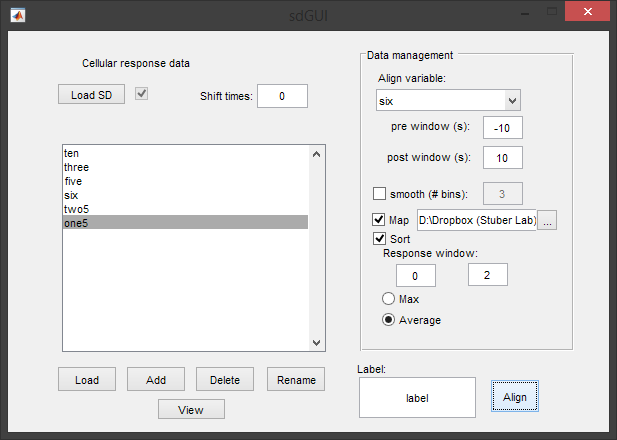 sdGUI
Cellular response data
Load SD
Shift times:
0
ten
three
five
six
two5
one5
Load
Add
Delete
Rename
View
Data management
Align variable:
six
pre window (s):
-10
post window (s):
10
smooth (# bins):
3
Map
D:\Dropbox (Stuber Lab)
...
Sort
Response window:
0
2
Max
Average
Label:
label
Align